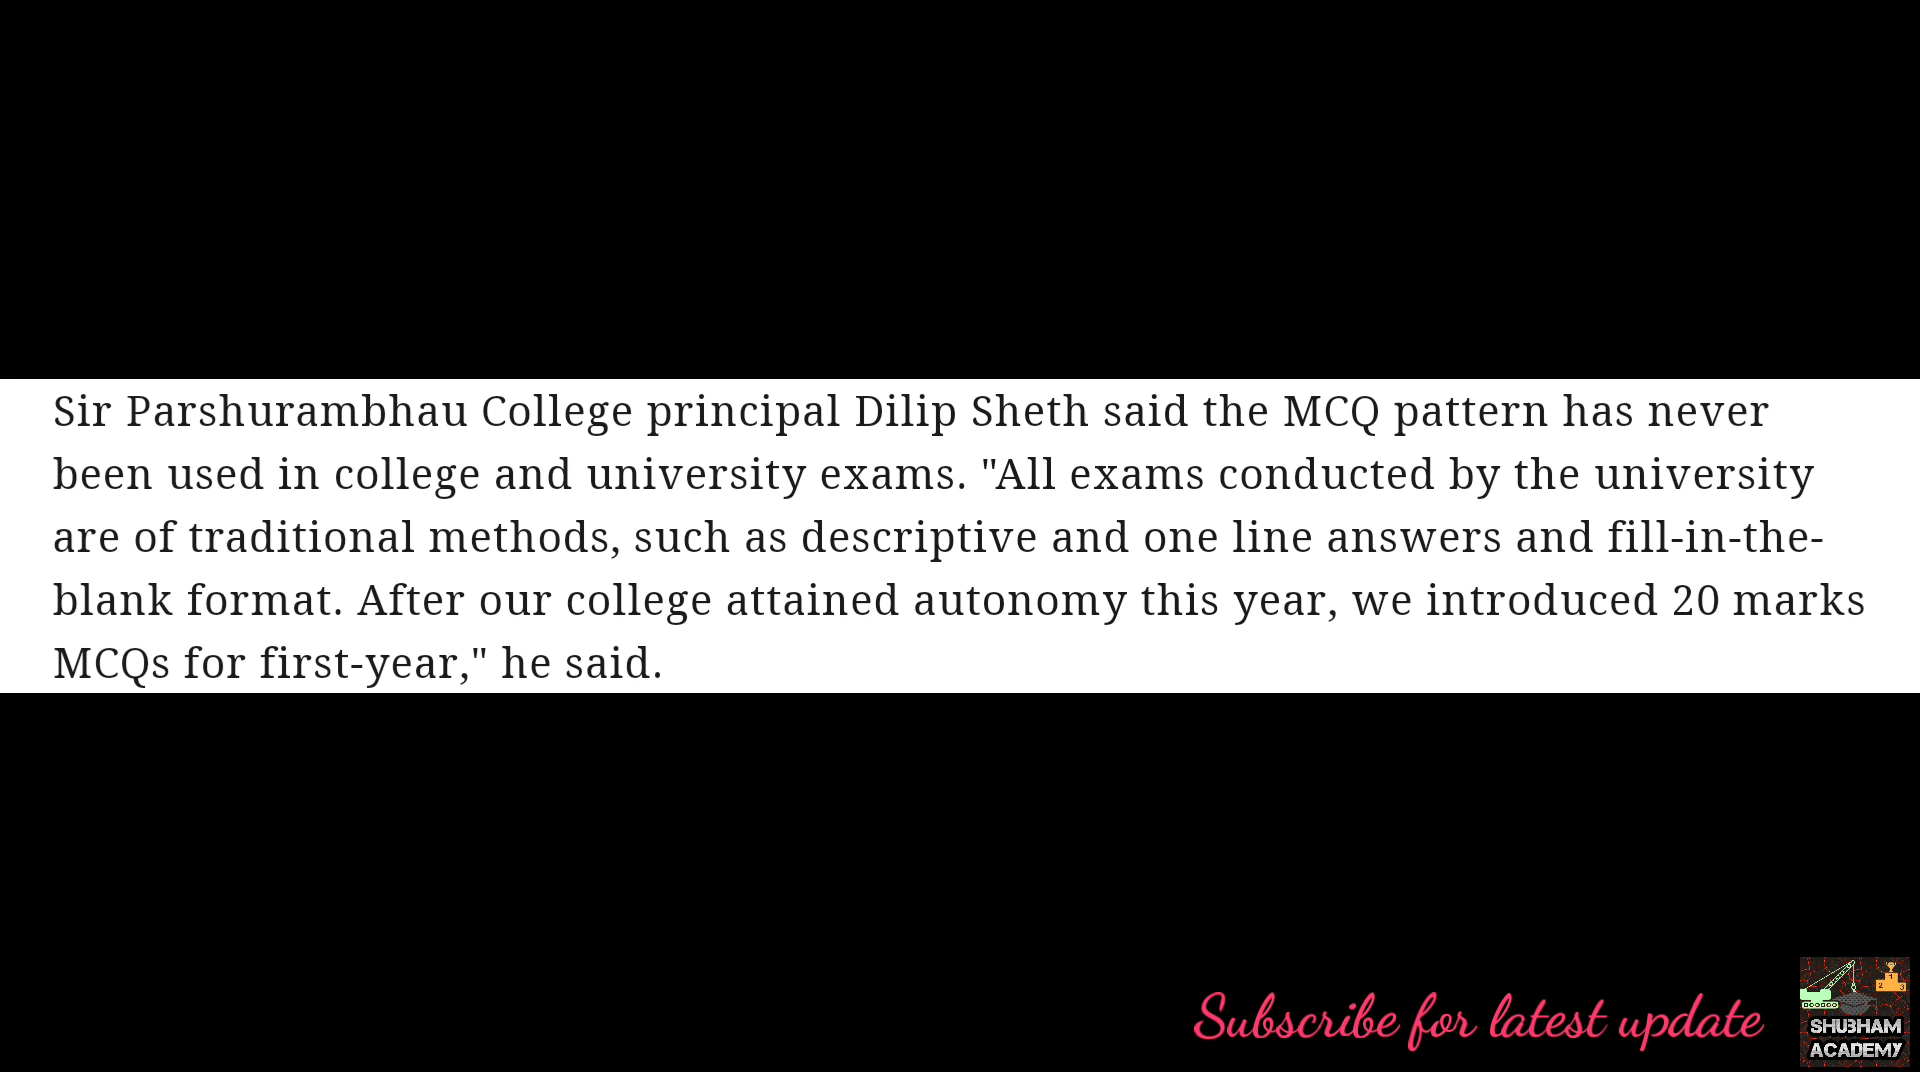 Sir Parshurambhau College principal Dilip Sheth said the MCQ pattern has never
been used in college and university exams. "All exams conducted by the university
are of traditional methods, such as descriptive and one line answers and fill-in-the-
blank format. After our college attained autonomy this year, we introduced 20 marks
MCQs for first-year," he said.
Subscribe for latest update
1
2 3
SHUBHAM
ACADEMY